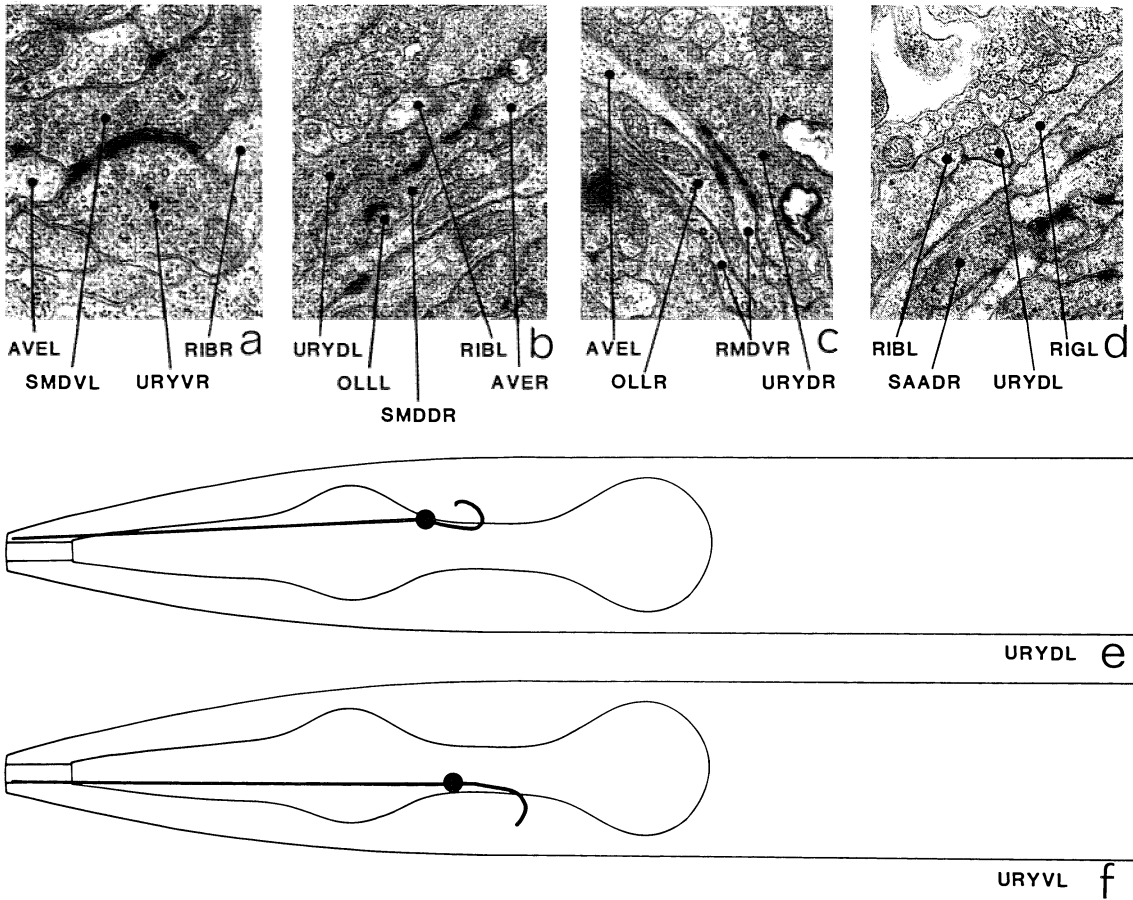 AVEL RIBR a
SMDVL URYVR
URYDL RIBL b
OLLL AVER
SMDDR
AVEL RMDVR c
OLLR URYDR
RIBL RIGL d
SAADR URYDL
URYDL e
URYVL f